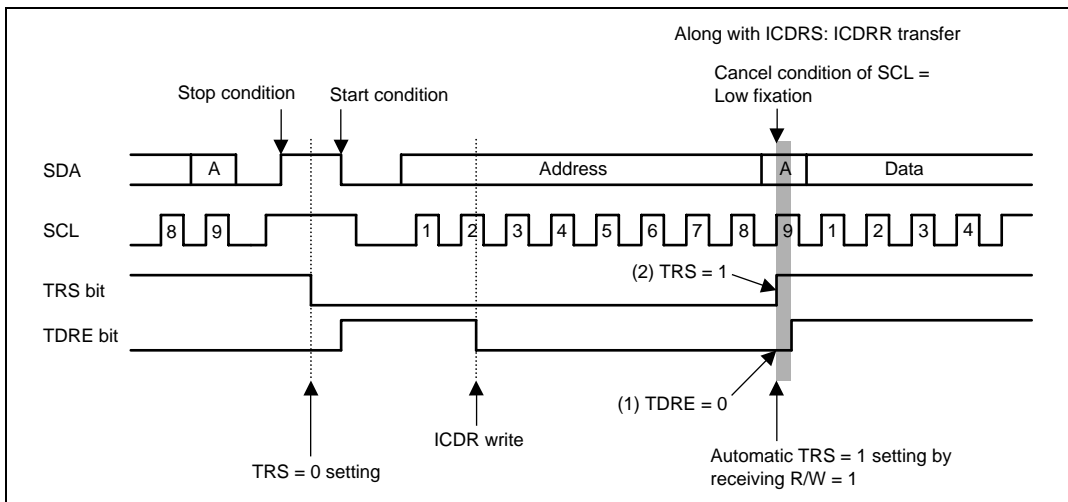 Along with ICDRS: ICDRR transfer
Cancel condition of SCL =
Low fixation
Stop condition
Start condition
SDA
A
Address
A
Data
SCL
8 9 1 2 3 4 5 6 7 8 9 1 2 3 4
(2) TRS = 1
TRS bit
TDRE bit
(1) TDRE = 0
ICDR write
TRS = 0 setting
Automatic TRS = 1 setting by
receiving R/W = 1